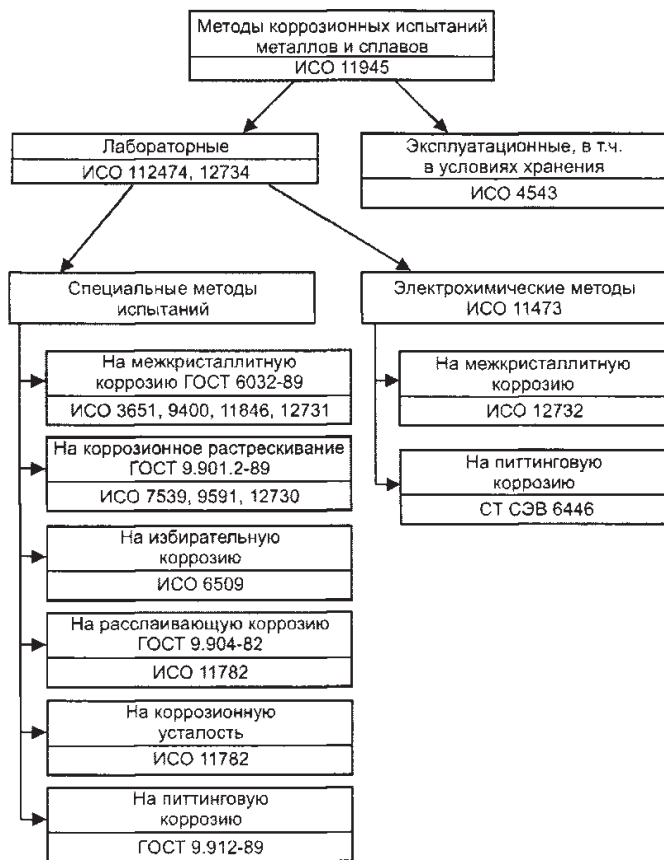 Методы коррозионных испытаний
металлов и сплавов
ИСО 11945
Лабораторные
ИСО 112474, 12734
Эксплуатационные, в т.ч.
в условиях хранения
ИСО 4543
Специальные методы
испытаний
Электрохимические методы
ИСО 11473
На межкристаллитную
коррозию ГОСТ 6032-89
ИСО 3651, 9400, 11846, 12731
На коррозионное растрескивание
ГОСТ 9.901.2-89
ИСО 7539, 9591, 12730
На избирательную
коррозию
ИСО 6509
На расслаивающую коррозию
ГОСТ 9.904-82
ИСО 11782
На коррозионную
усталость
ИСО 11782
На питтинговую
коррозию
ГОСТ 9.912-89
На межкристаллитную
коррозию
ИСО 12732
На питтинговую
коррозию
СТ СЭВ 6446